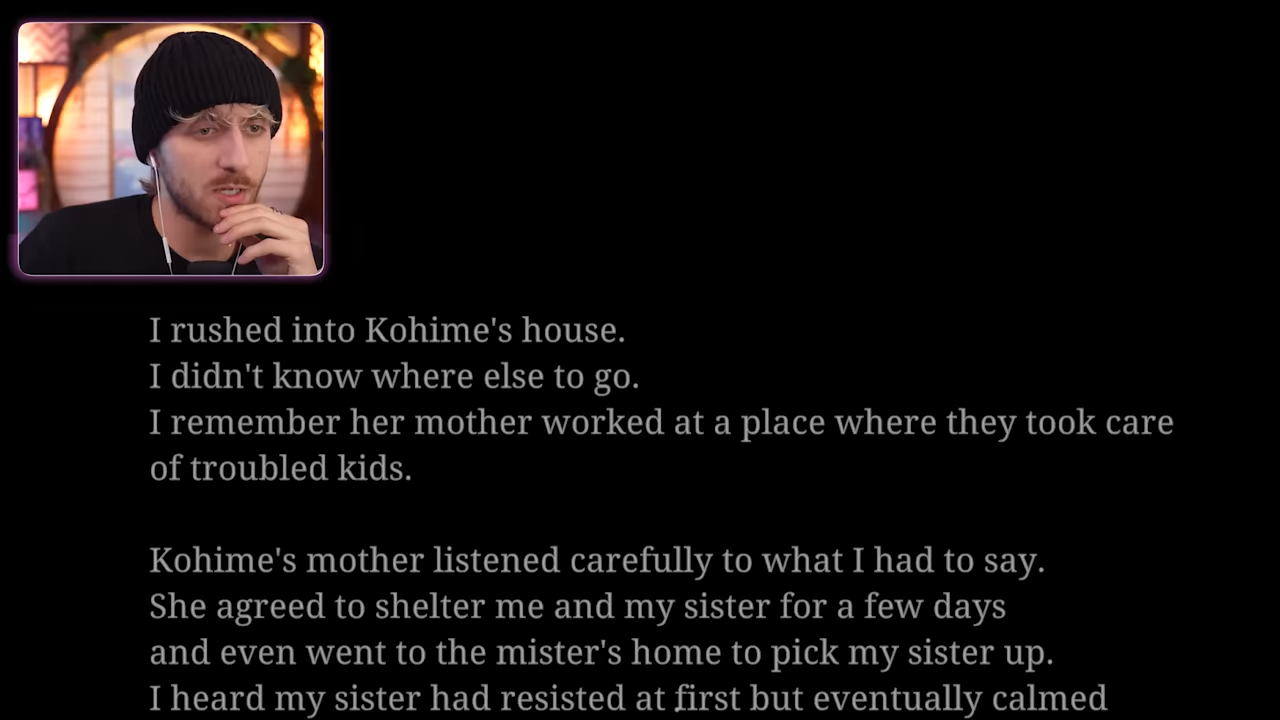 I rushed into Kohime's house.
I didn't know where else to go.
I remember her mother worked at a place where they took care
of troubled kids.
Kohime's mother listened carefully to what I had to say.
She agreed to shelter me and my sister for a few days
and even went to the mister's home to pick my sister up.
I heard my sister had resisted at first but eventually calmed